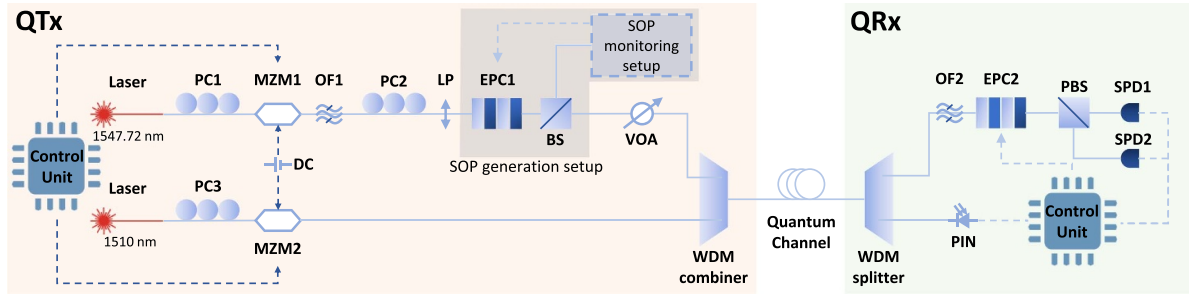 QTx
QRx
SOP
monitoring
setup
Laser
PC1
MZM1
OF1
PC2
LP
EPC1
BS
VOA
SOP generation setup
1547.72 nm
Control
Unit
DC
Laser
PC3
1510 nm
MZM2
WDM
combiner
Quantum
Channel
WDM
splitter
OF2
EPC2
PBS
SPD1
SPD2
PIN
Control
Unit